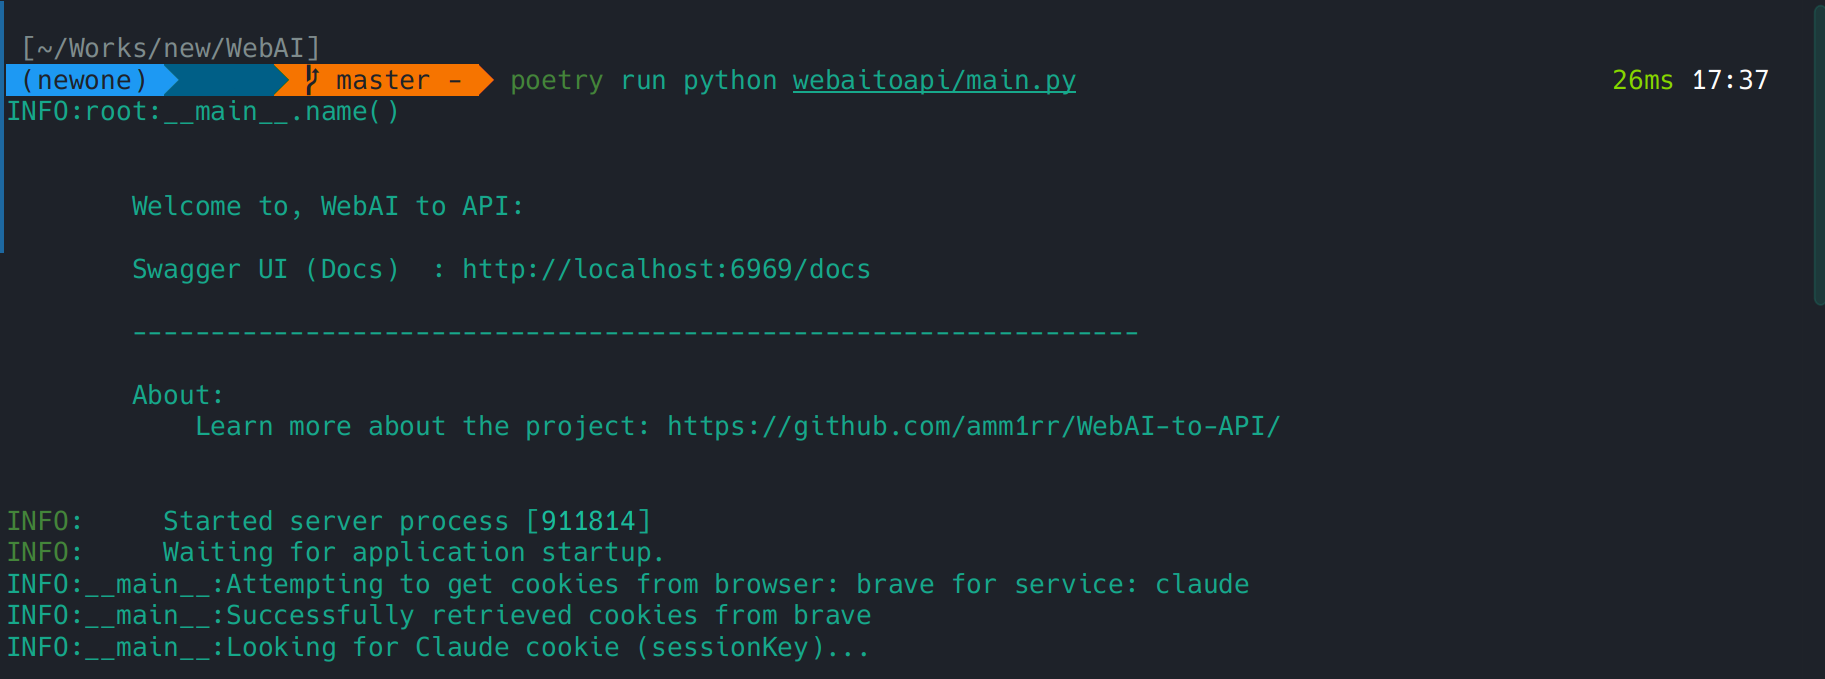 [~/Works/new/WebAI]
(newone) master - poetry run python webaitoapi/main.py 26ms 17:37
INFO:root:__main__.name()
Welcome to, WebAI to API:
Swagger UI (Docs)  : http://localhost:6969/docs
----------------------------------------------------------------
About:
Learn more about the project: https://github.com/amm1rr/WebAI-to-API/
INFO:     Started server process [911814]
INFO:     Waiting for application startup.
INFO:__main__:Attempting to get cookies from browser: brave for service: claude
INFO:__main__:Successfully retrieved cookies from brave
INFO:__main__:Looking for Claude cookie (sessionKey)...